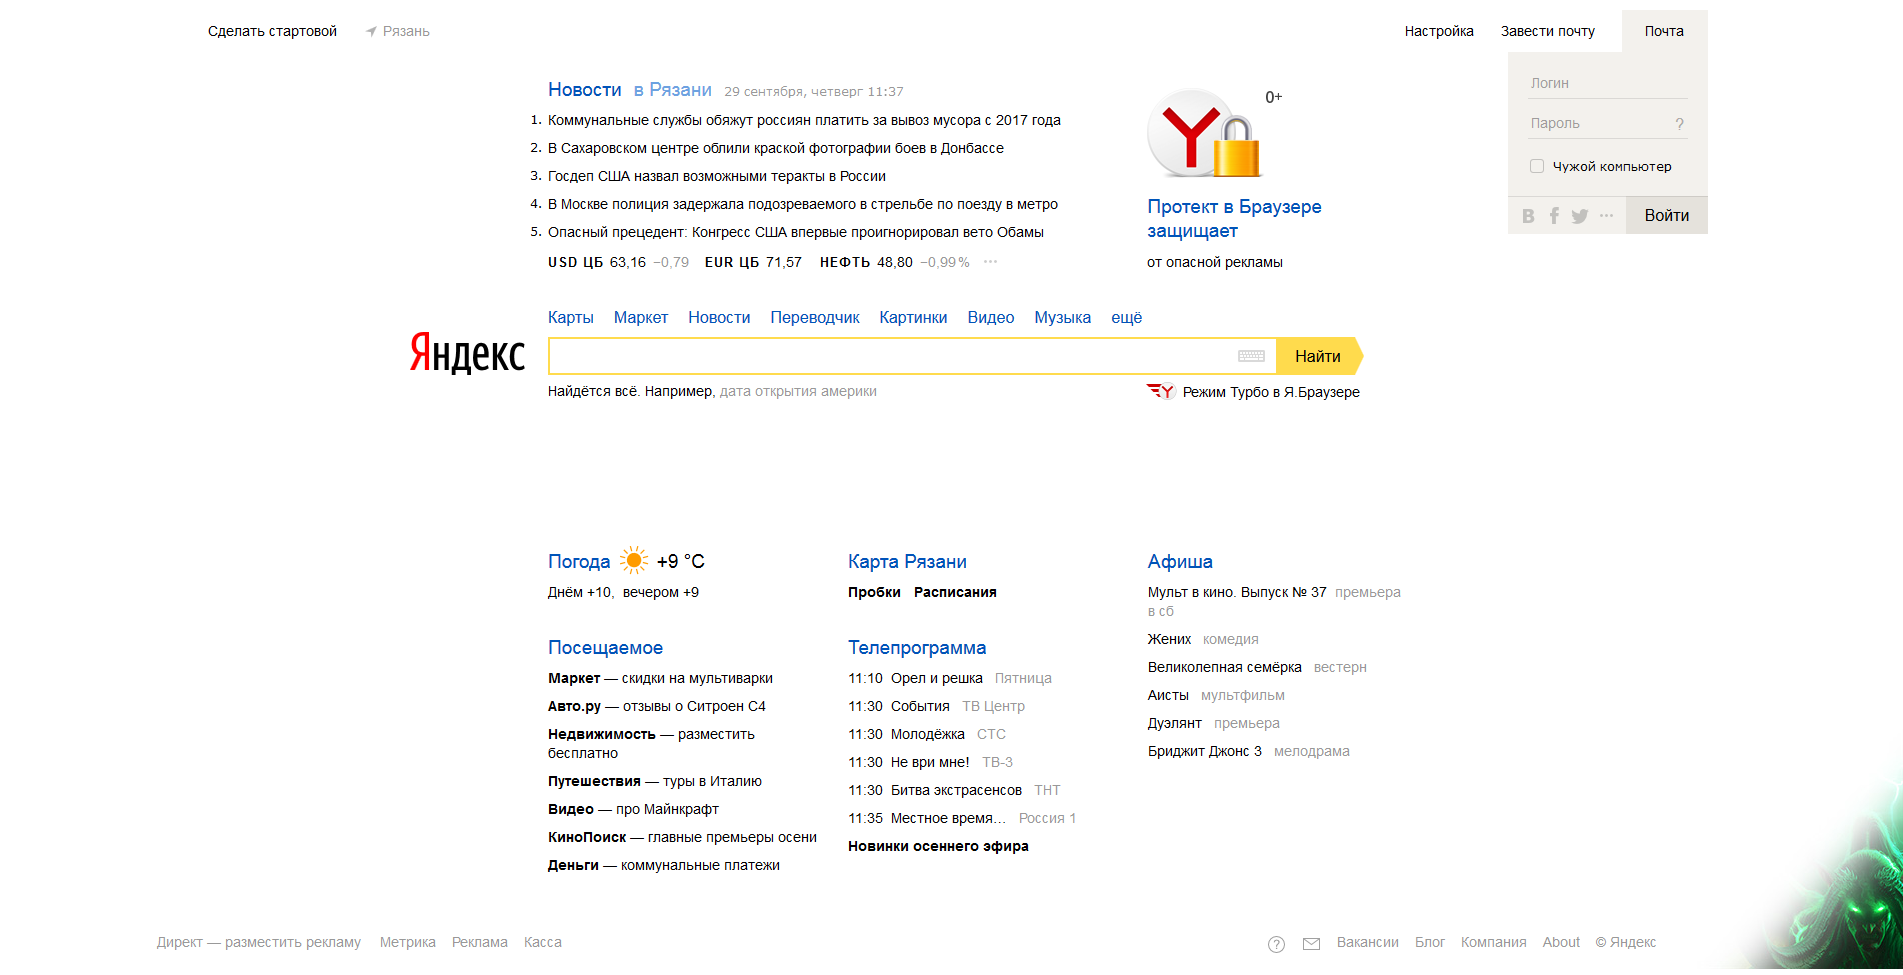 Сделать стартовой Рязань Настройка Завести почту Почта
Новости в Рязани 29 сентября, четверг 11:37
1. Коммунальные службы обяжут россиян платить за вывоз мусора с 2017 года
2. В Сахаровском центре облили краской фотографии боев в Донбассе
3. Госдеп США назвал возможными теракты в России
4. В Москве полиция задержала подозреваемого в стрельбе по поезду в метро
5. Опасный прецедент: Конгресс США впервые проигнорировал вето Обамы
USD ЦБ 63,16 −0,79 EUR ЦБ 71,57 НЕФТЬ 48,80 −0,99% ···
0+
Протект в Браузере
защищает
от опасной рекламы
Логин
Пароль ?
Чужой компьютер
Войти
Карты Маркет Новости Переводчик Картинки Видео Музыка ещё
Яндекс Найти
Найдётся всё. Например, дата открытия америки
Режим Турбо в Я.Браузере
Погода +9 °C
Днём +10, вечером +9
Посещаемое
Маркет — скидки на мультиварки
Авто.ру — отзывы о Ситроен С4
Недвижимость — разместить
бесплатно
Путешествия — туры в Италию
Видео — про Майнкрафт
КиноПоиск — главные премьеры осени
Деньги — коммунальные платежи
Карта Рязани
Пробки Расписания
Телепрограмма
11:10 Орел и решка Пятница
11:30 События ТВ Центр
11:30 Молодёжка СТС
11:30 Не ври мне! ТВ-3
11:30 Битва экстрасенсов ТНТ
11:35 Местное время… Россия 1
Новинки осеннего эфира
Афиша
Мульт в кино. Выпуск № 37 премьера
в сб
Жених комедия
Великолепная семёрка вестерн
Аисты мультфильм
Дуэлянт премьера
Бриджит Джонс 3 мелодрама
Директ — разместить рекламу Метрика Реклама Касса ? Вакансии Блог Компания About © Яндекс